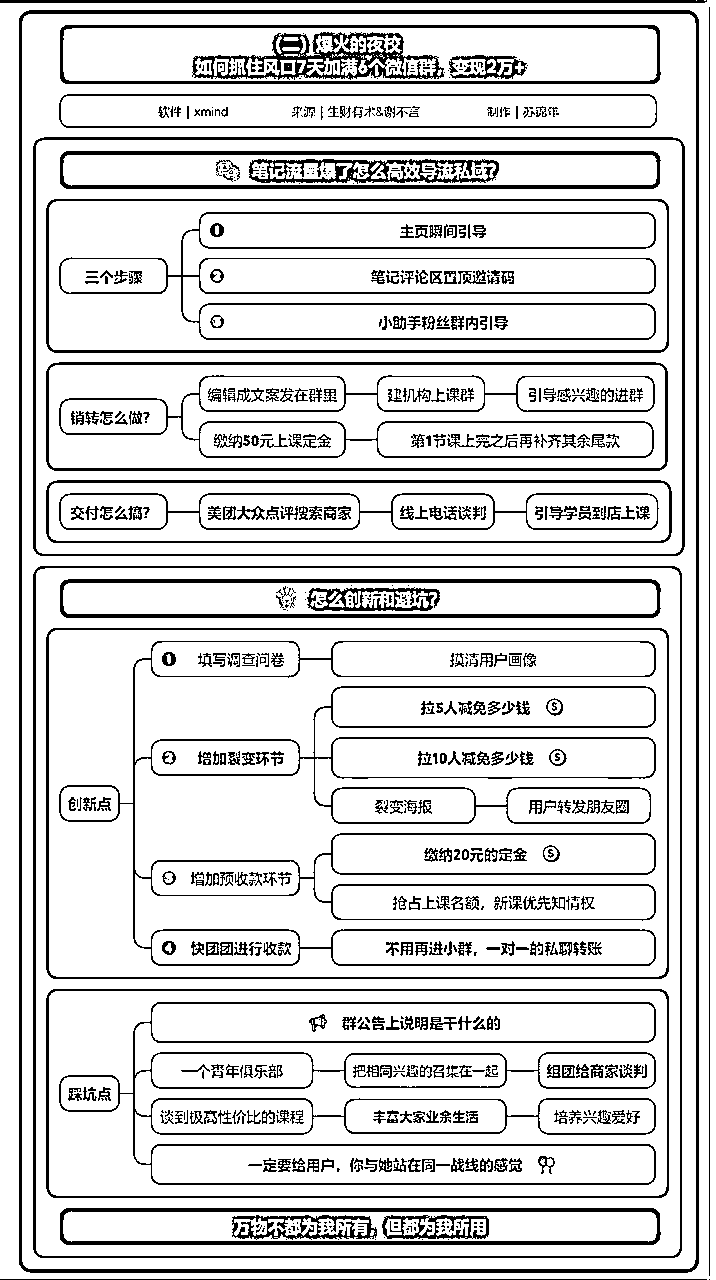 (二) 爆火的夜校
如何抓住风口7天加满6个微信群，变现2万+
软件 | xmind 来源 | 生财有术&谢不言 制作 | 苏琬年
笔记流量爆了怎么高效导流私域？
三个步骤
1 主页瞬间引导
2 笔记评论区置顶邀请码
3 小助手粉丝群内引导
销转怎么做？
编辑成文案发在群里 建机构上课群 引导感兴趣的进群
缴纳50元上课定金 第1节课上完之后再补齐其余尾款
交付怎么搞？ 美团大众点评搜索商家 线上电话谈判 引导学员到店上课
怎么创新和避坑？
创新点
1 填写调查问卷 摸清用户画像
2 增加裂变环节
拉5人减免多少钱
拉10人减免多少钱
裂变海报 用户转发朋友圈
3 增加预收款环节
缴纳20元的定金
抢占上课名额，新课优先知情权
4 快团团进行收款 不用再进小群，一对一的私聊转账
踩坑点
群公告上说明是干什么的
一个青年俱乐部 把相同兴趣的召集在一起 组团给商家谈判
谈到极高性价比的课程 丰富大家业余生活 培养兴趣爱好
一定要给用户，你与她站在同一战线的感觉
万物不都为我所有，但都为我所用